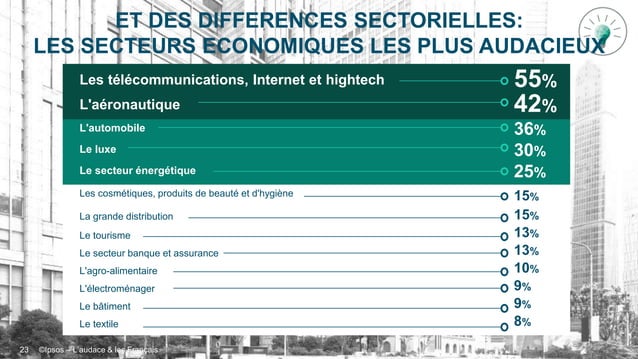 ET DES DIFFERENCES SECTORIELLES:
LES SECTEURS ECONOMIQUES LES PLUS AUDACIEUX
Les télécommunications, Internet et hightech 55%
L'aéronautique 42%
L'automobile 36%
Le luxe 30%
Le secteur énergétique 25%
Les cosmétiques, produits de beauté et d'hygiène 15%
La grande distribution 15%
Le tourisme 13%
Le secteur banque et assurance 13%
L'agro-alimentaire 10%
L'électroménager 9%
Le bâtiment 9%
Le textile 8%
23 ©Ipsos – L'audace & les Français